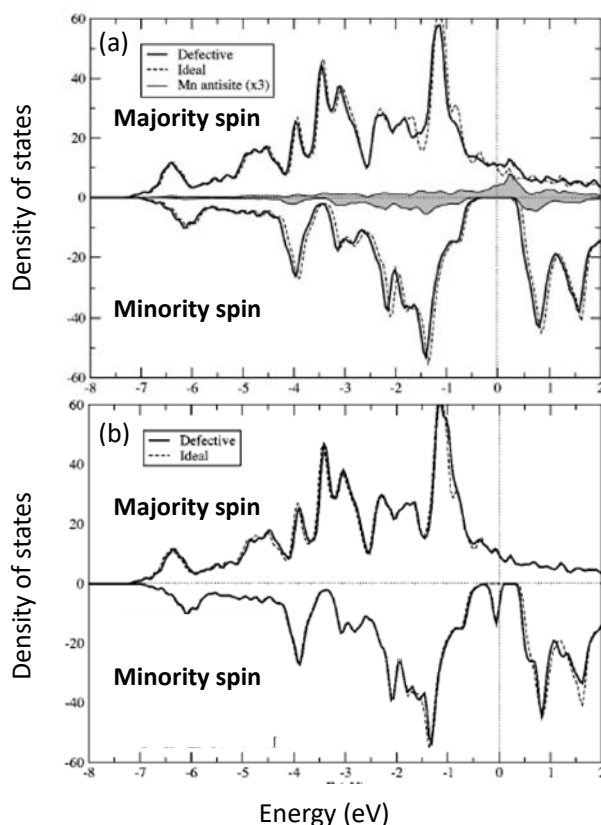 (a)
Defective
Ideal
Mn antisite (x3)
Majority spin
Minority spin
Density of states
60
40
20
0
-20
-40
-60
-8 -7 -6 -5 -4 -3 -2 -1 0 1 2
(b)
Defective
Ideal
Majority spin
Minority spin
Density of states
60
40
20
0
-20
-40
-60
-8 -7 -6 -5 -4 -3 -2 -1 0 1 2
Energy (eV)